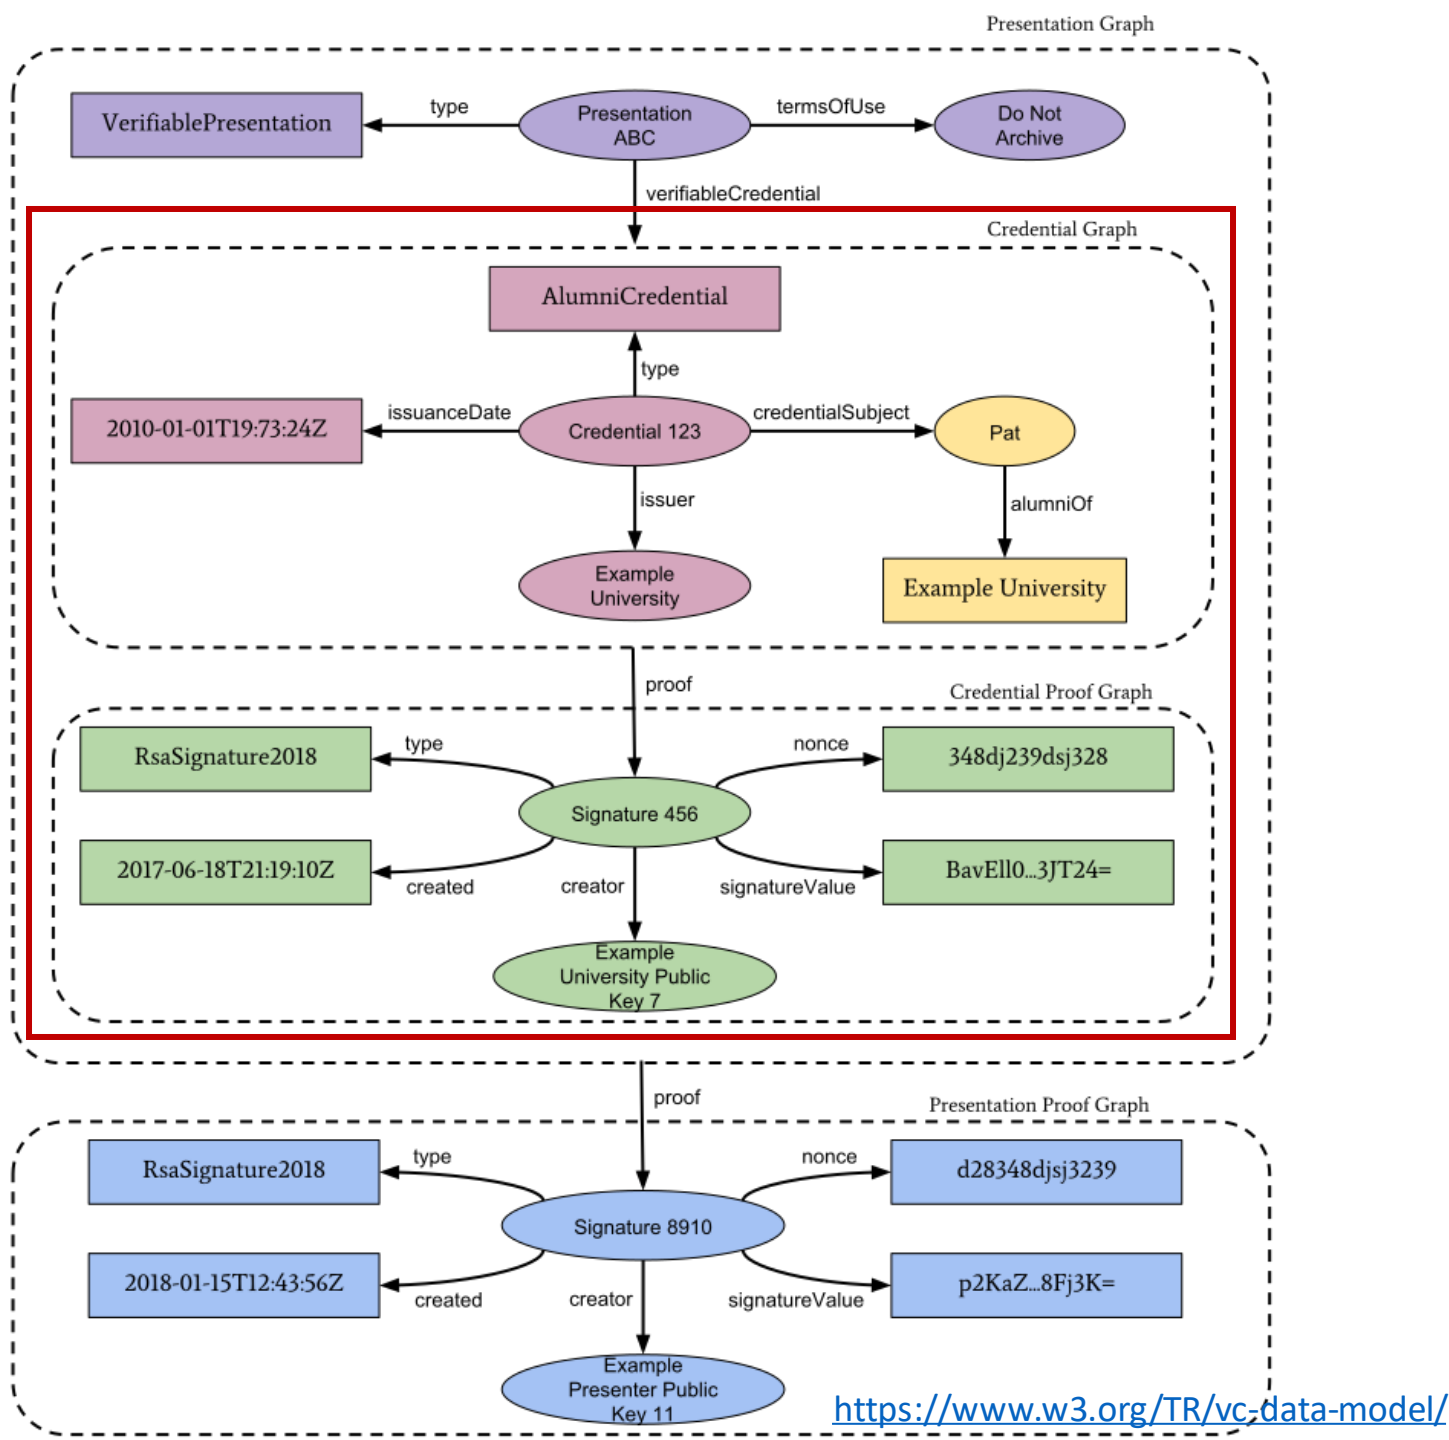 Presentation Graph
VerifiablePresentation
type
Presentation
ABC
termsOfUse
Do Not
Archive
verifiableCredential
Credential Graph
AlumniCredential
type
2010-01-01T19:73:24Z
issuanceDate
Credential 123
credentialSubject
Pat
issuer
alumniOf
Example
University
Example University
proof
Credential Proof Graph
RsaSignature2018
type
nonce
348dj239dsj328
Signature 456
2017-06-18T21:19:10Z
created
creator
signatureValue
BavEll0...3JT24=
Example
University Public
Key 7
proof
Presentation Proof Graph
RsaSignature2018
type
nonce
d28348djsj3239
Signature 8910
2018-01-15T12:43:56Z
created
creator
signatureValue
p2KaZ...8Fj3K=
Example
Presenter Public
Key 11
https://www.w3.org/TR/vc-data-model/